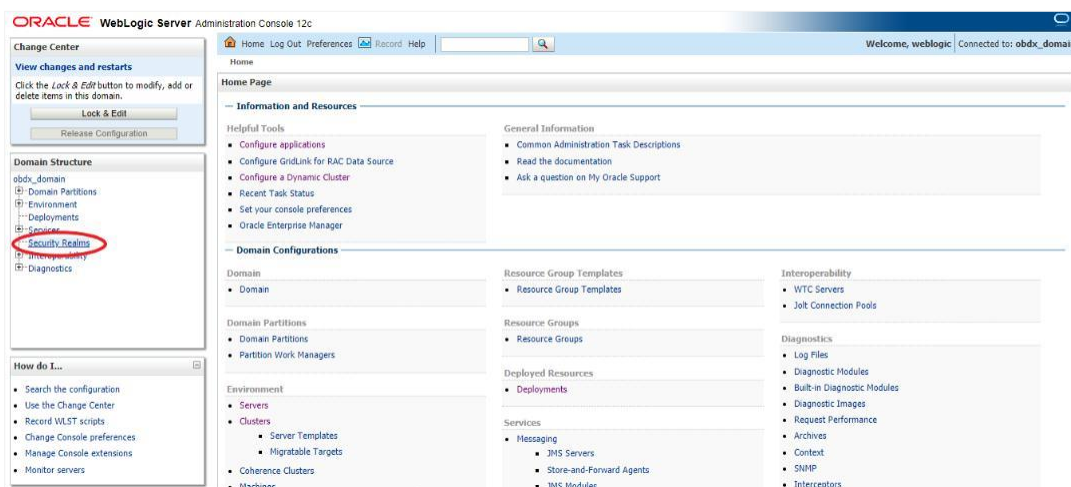 ORACLE WebLogic Server Administration Console 12c
Change Center
View changes and restarts
Click the Lock & Edit button to modify, add or
delete items in this domain.
Lock & Edit
Release Configuration
Domain Structure
obdx_domain
Domain Partitions
Environment
Deployments
Services
Security Realms
Interoperability
Diagnostics
How do I...
Search the configuration
Use the Change Center
Record WLST scripts
Change Console preferences
Manage Console extensions
Monitor servers
Home Log Out Preferences Record Help
Welcome, weblogic Connected to: obdx_domai
Home
Home Page
Information and Resources
Helpful Tools
Configure applications
Configure GridLink for RAC Data Source
Configure a Dynamic Cluster
Recent Task Status
Set your console preferences
Oracle Enterprise Manager
General Information
Common Administration Task Descriptions
Read the documentation
Ask a question on My Oracle Support
Domain Configurations
Domain
Domain
Domain Partitions
Domain Partitions
Partition Work Managers
Environment
Servers
Clusters
Server Templates
Migratable Targets
Coherence Clusters
Machines
Resource Group Templates
Resource Group Templates
Resource Groups
Resource Groups
Deployed Resources
Deployments
Services
Messaging
JMS Servers
Store-and-Forward Agents
JMS Modules
Interoperability
WTC Servers
Jolt Connection Pools
Diagnostics
Log Files
Diagnostic Modules
Built-in Diagnostic Modules
Diagnostic Images
Request Performance
Archives
Context
SNMP
Interceptors